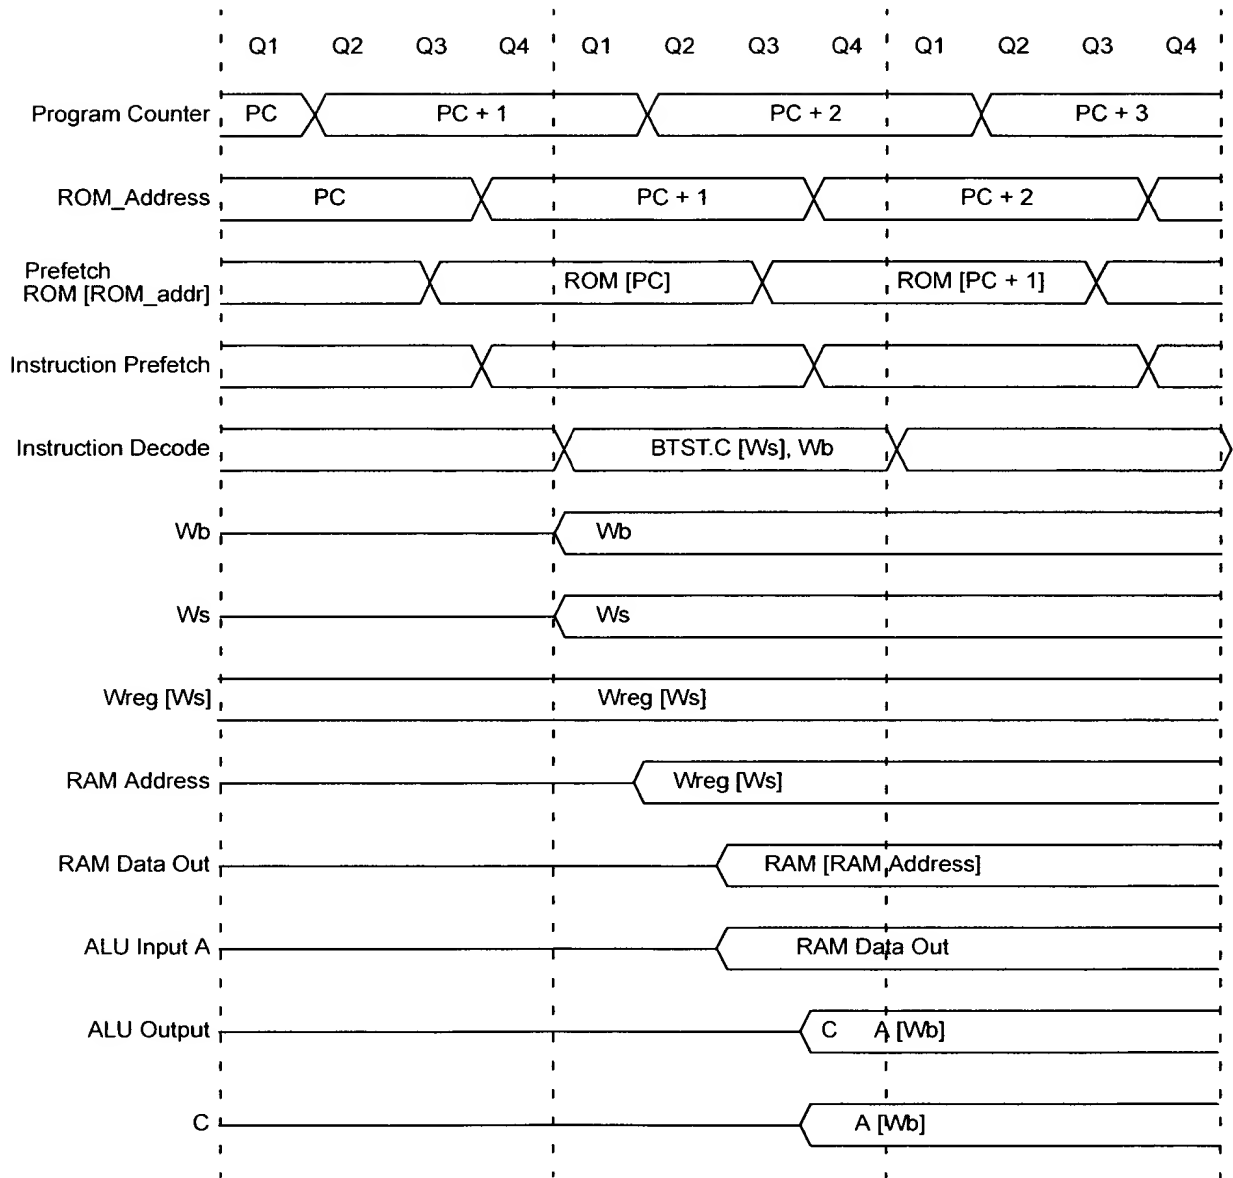 Q1 Q2 Q3 Q4 Q1 Q2 Q3 Q4 Q1 Q2 Q3 Q4
Program Counter PC PC + 1 PC + 2 PC + 3
ROM_Address PC PC + 1 PC + 2
Prefetch
ROM [ROM_addr] ROM [PC] ROM [PC + 1]
Instruction Prefetch
Instruction Decode BTST.C [Ws], Wb
Wb Wb
Ws Ws
Wreg [Ws] Wreg [Ws]
RAM Address Wreg [Ws]
RAM Data Out RAM [RAM Address]
ALU Input A RAM Data Out
ALU Output C A [Wb]
C A [Wb]